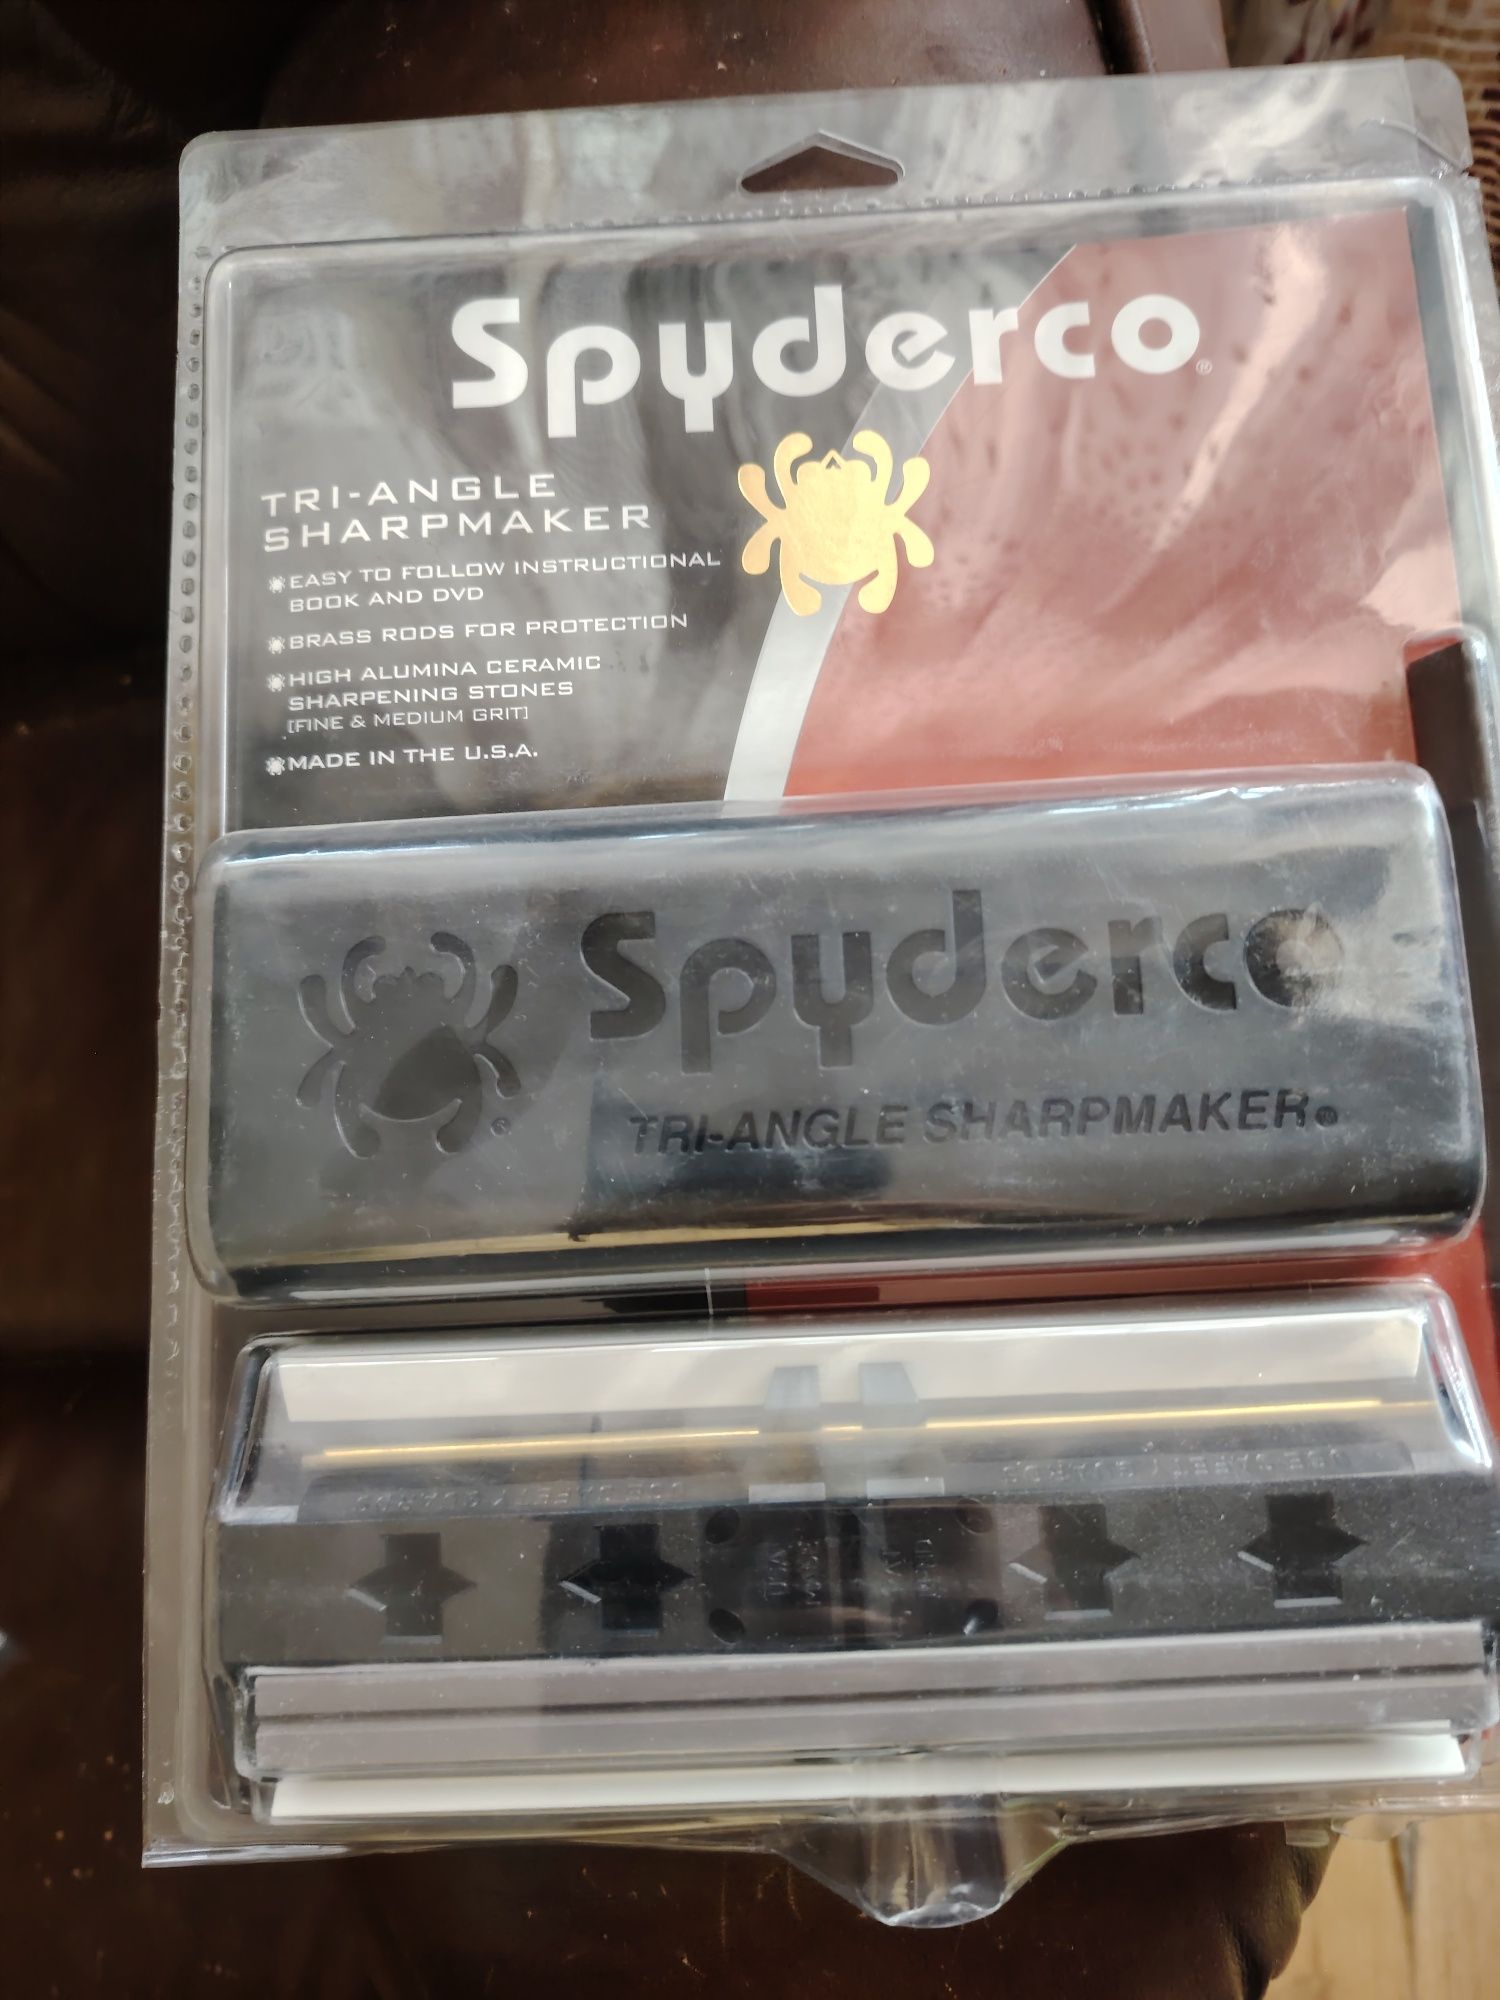 Spyderco®
TRI-ANGLE
SHARPMAKER
EASY TO FOLLOW INSTRUCTIONAL
BOOK AND DVD
BRASS RODS FOR PROTECTION
HIGH ALUMINA CERAMIC
SHARPENING STONES
[FINE & MEDIUM GRIT]
MADE IN THE U.S.A.
Spyderco
®
TRI-ANGLE SHARPMAKER®